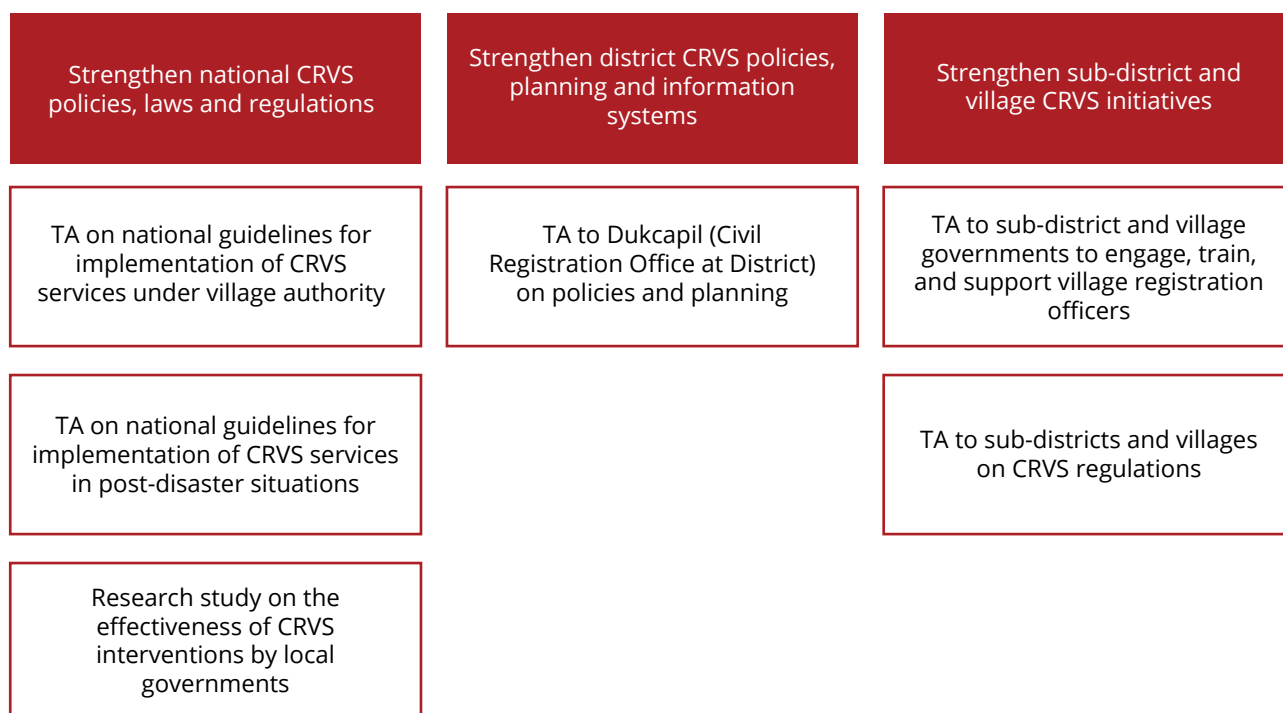 Strengthen national CRVS
policies, laws and regulations
Strengthen district CRVS policies,
planning and information
systems
Strengthen sub-district and
village CRVS initiatives
TA on national guidelines for
implementation of CRVS
services under village authority
TA to Dukcapil (Civil
Registration Office at District)
on policies and planning
TA to sub-district and village
governments to engage, train,
and support village registration
officers
TA on national guidelines for
implementation of CRVS services
in post-disaster situations
TA to sub-districts and villages
on CRVS regulations
Research study on the
effectiveness of CRVS
interventions by local
governments